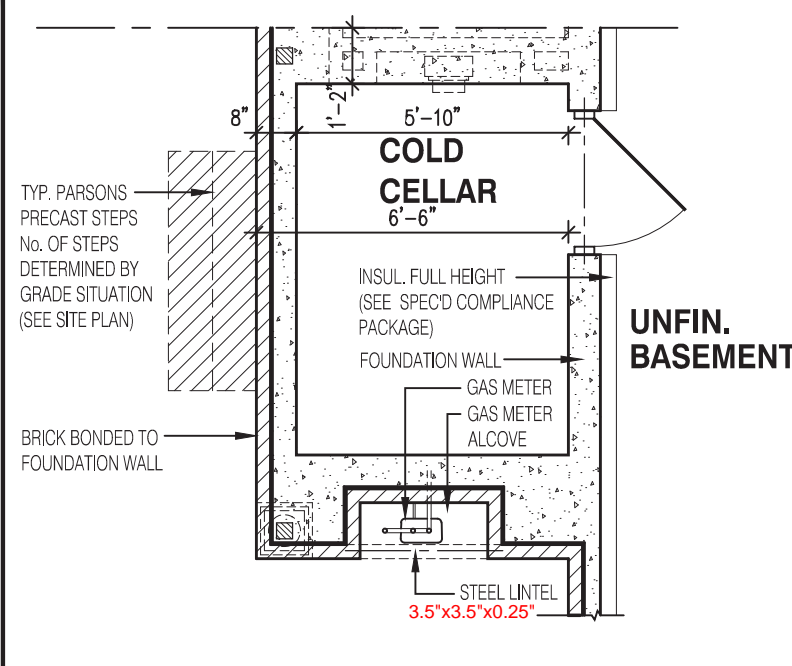 8"
1'-2"
5'-10"
COLD
CELLAR
6'-6"
TYP. PARSONS
PRECAST STEPS
No. OF STEPS
DETERMINED BY
GRADE SITUATION
(SEE SITE PLAN)
INSUL. FULL HEIGHT
(SEE SPEC'D COMPLIANCE
PACKAGE)
UNFIN.
BASEMENT
FOUNDATION WALL
GAS METER
GAS METER
ALCOVE
BRICK BONDED TO
FOUNDATION WALL
STEEL LINTEL
3.5"x3.5"x0.25"